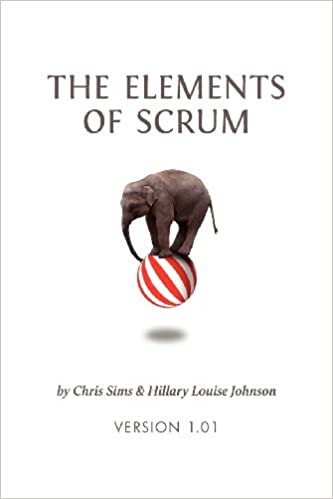 THE ELEMENTS
OF SCRUM
by Chris Sims & Hillary Louise Johnson
VERSION 1.01